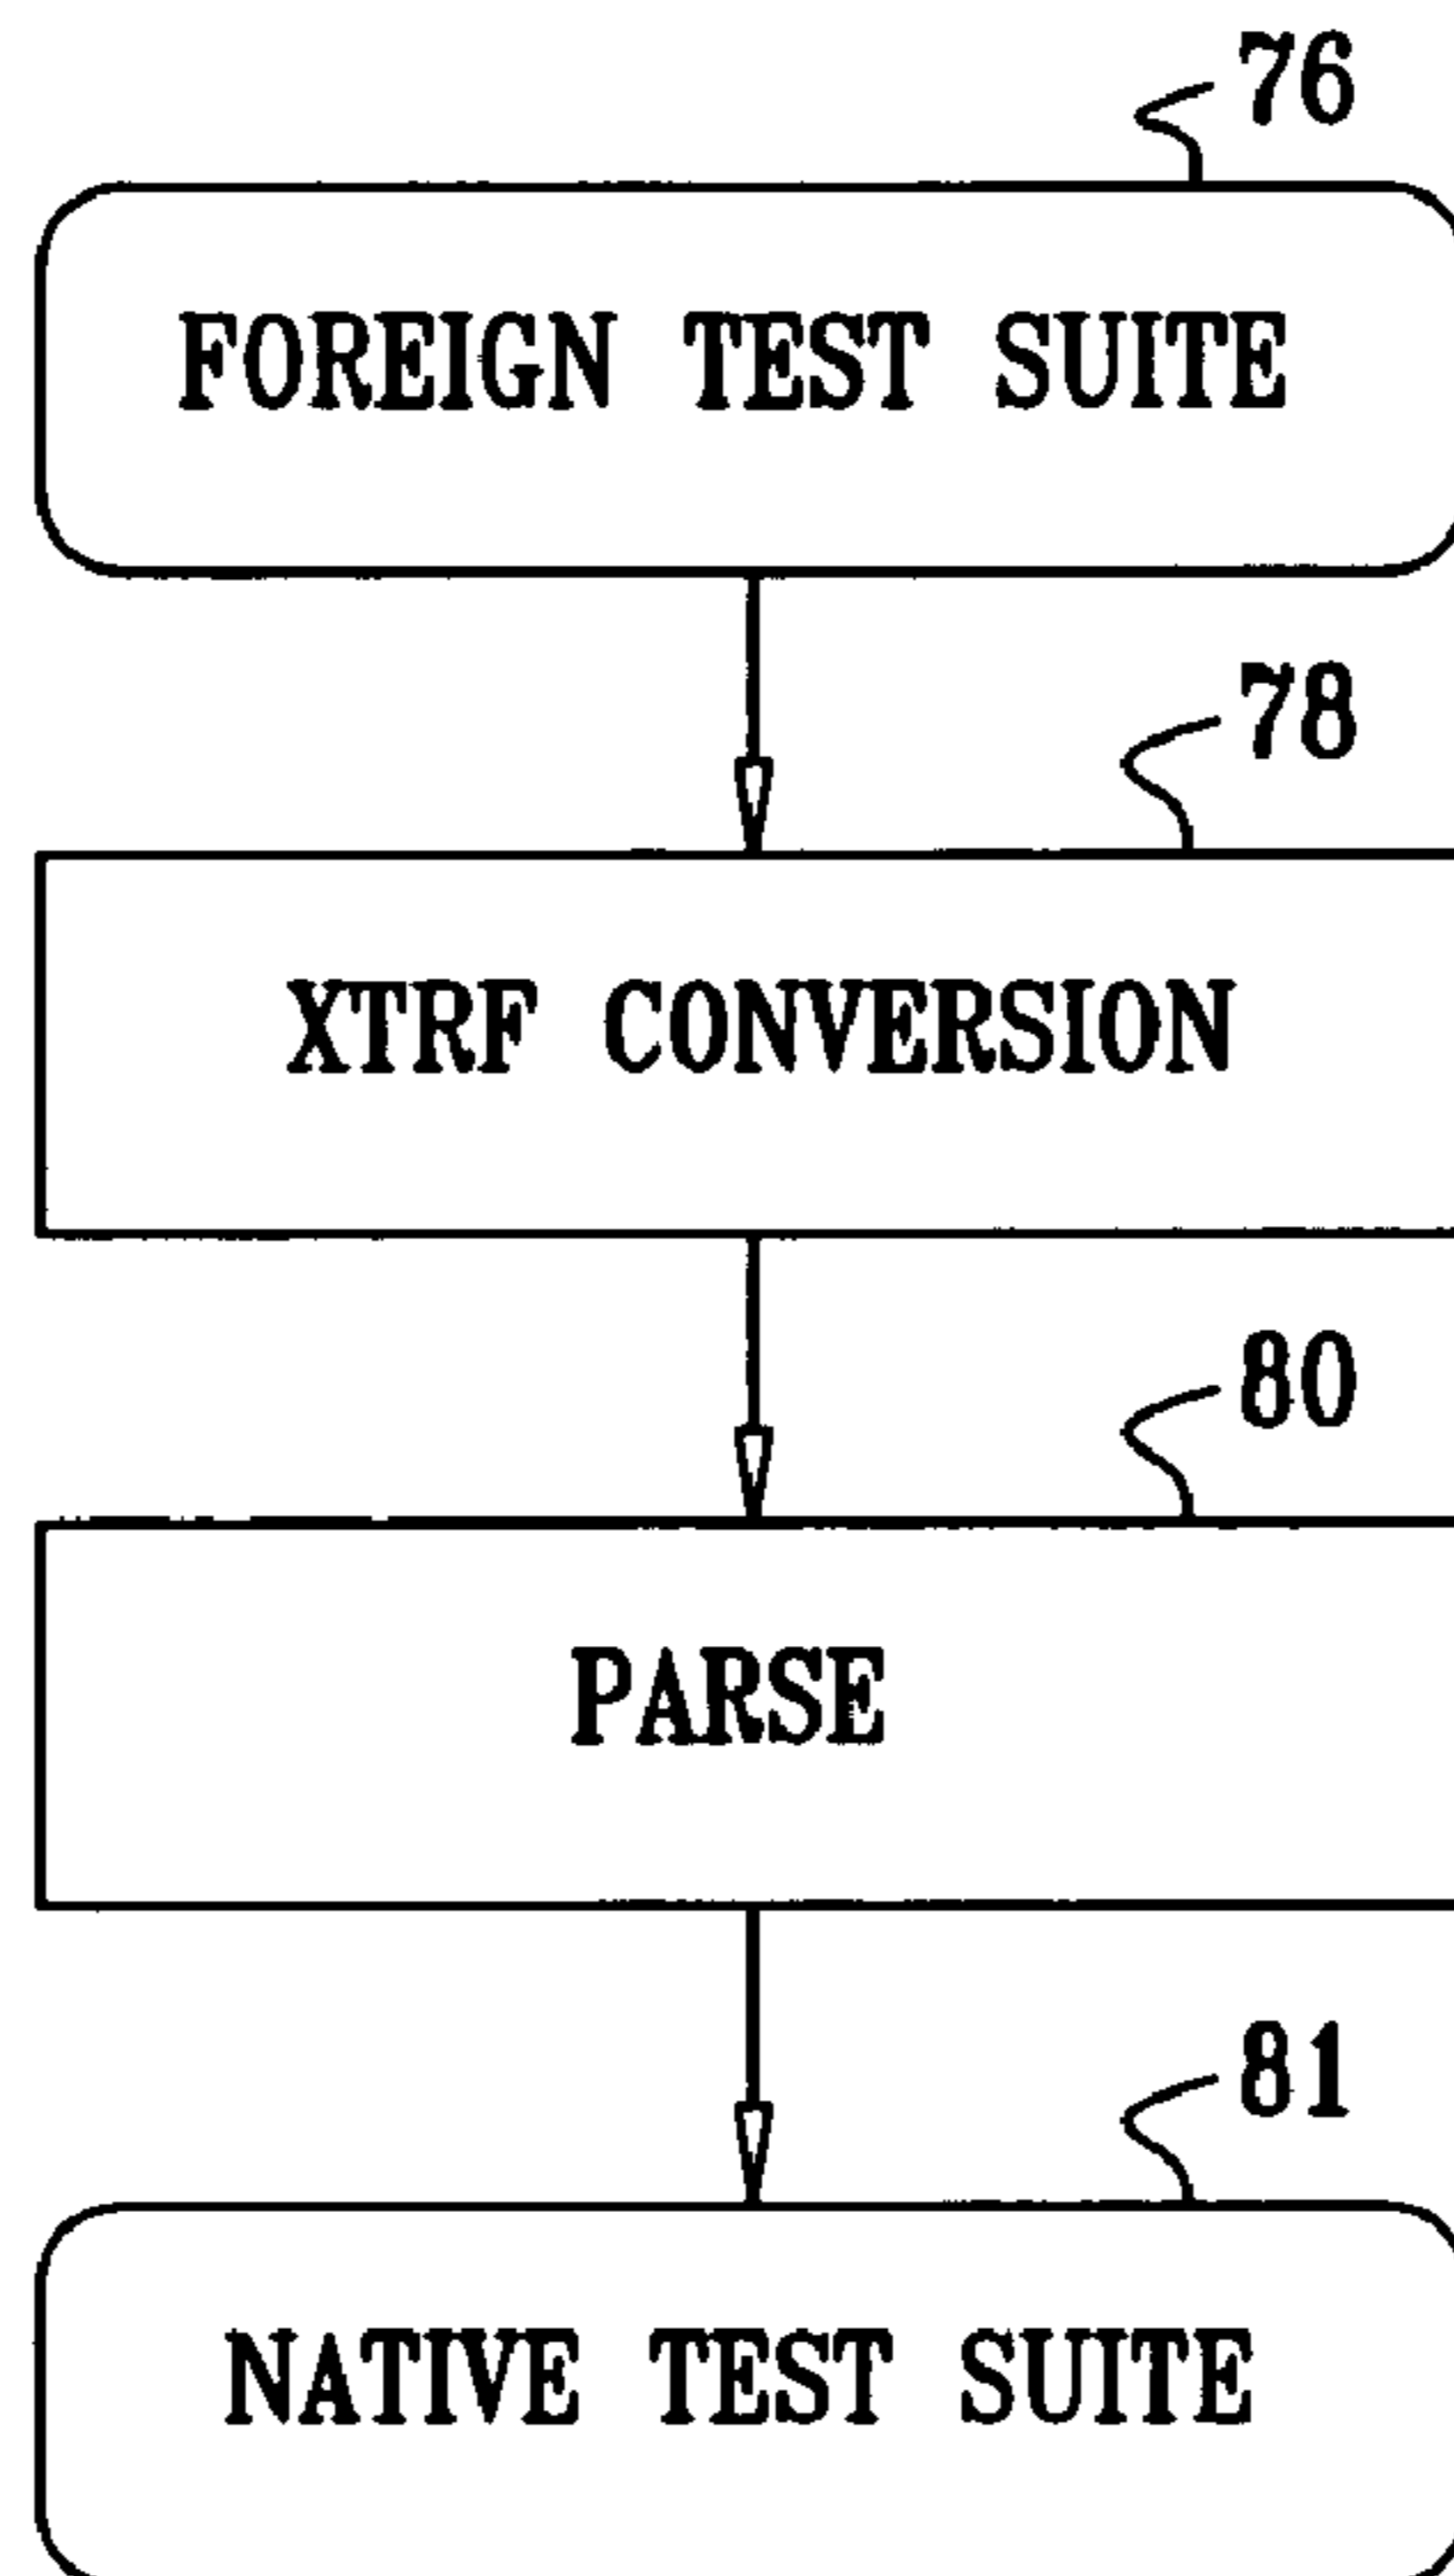 76
FOREIGN TEST SUITE
78
XTRF CONVERSION
80
PARSE
81
NATIVE TEST SUITE